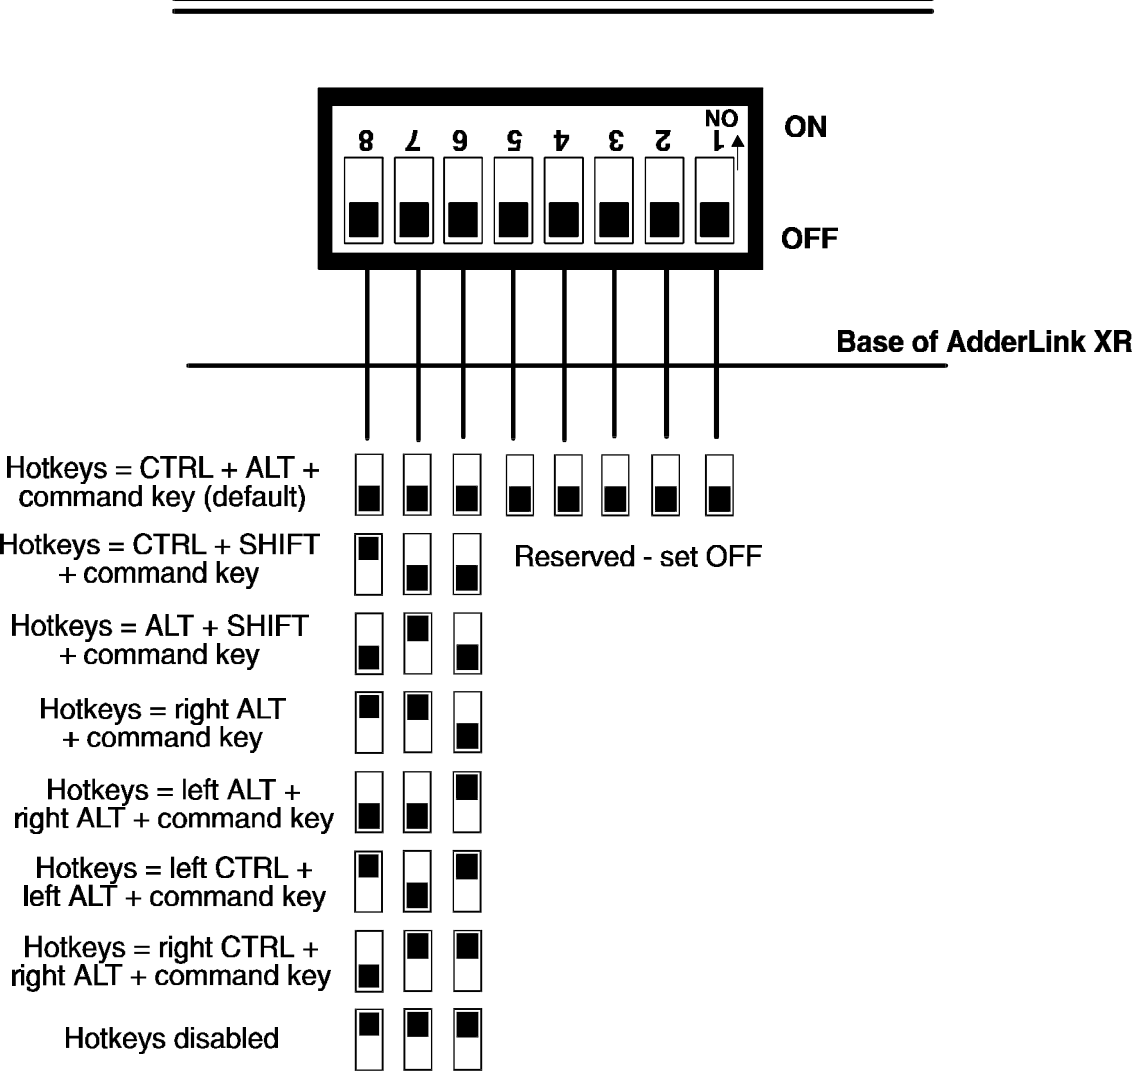 ON
8 7 6 5 4 3 2 1
ON
OFF
Base of AdderLink XR
Hotkeys = CTRL + ALT +
command key (default)
Hotkeys = CTRL + SHIFT
+ command key
Reserved - set OFF
Hotkeys = ALT + SHIFT
+ command key
Hotkeys = right ALT
+ command key
Hotkeys = left ALT +
right ALT + command key
Hotkeys = left CTRL +
left ALT + command key
Hotkeys = right CTRL +
right ALT + command key
Hotkeys disabled